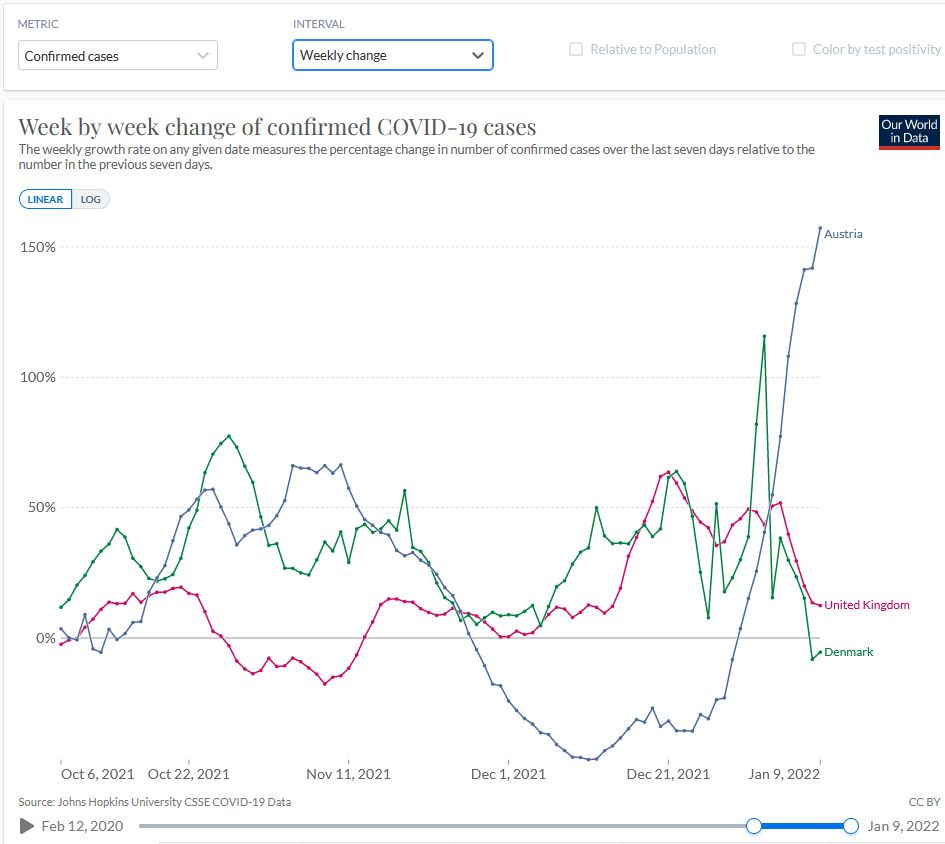 METRIC
INTERVAL
Confirmed cases
Weekly change
Relative to Population
Color by test positivity
Week by week change of confirmed COVID-19 cases
The weekly growth rate on any given date measures the percentage change in number of confirmed cases over the last seven days relative to the
number in the previous seven days.
Our World
in Data
LINEAR
LOG
150%
100%
50%
0%
Austria
United Kingdom
Denmark
Oct 6, 2021
Oct 22, 2021
Nov 11, 2021
Dec 1, 2021
Dec 21, 2021
Jan 9, 2022
Source: Johns Hopkins University CSSE COVID-19 Data
CC BY
Feb 12, 2020
Jan 9, 2022